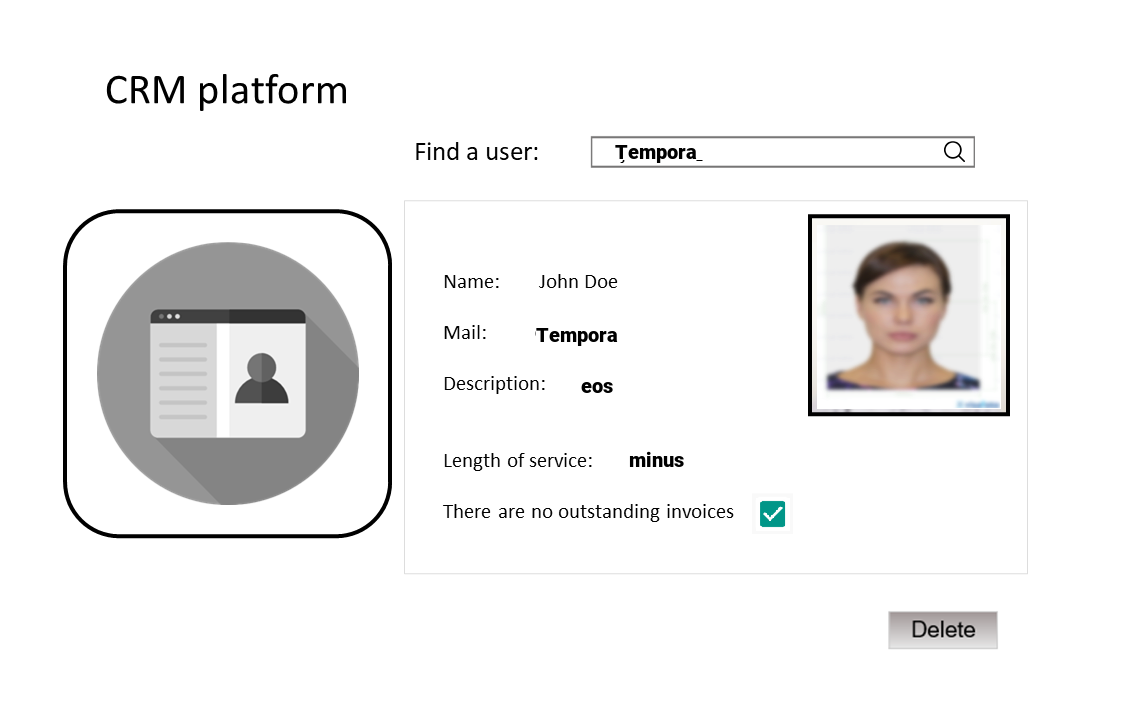 CRM platform
Find a user: Ţempora_
Name: John Doe
Mail: Tempora
Description: eos
Length of service: minus
There are no outstanding invoices
Delete